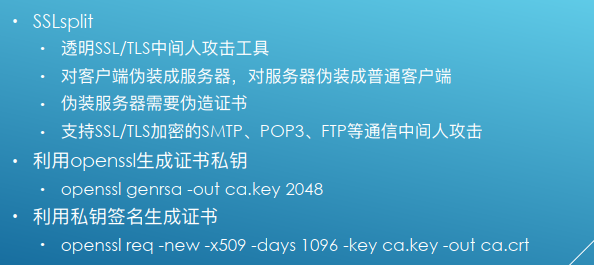 SSLsplit
透明SSL/TLS中间人攻击工具
对客户端伪装成服务器，对服务器伪装成普通客户端
伪装服务器需要伪造证书
支持SSL/TLS加密的SMTP、POP3、FTP等通信中间人攻击
利用openssl生成证书私钥
openssl genrsa -out ca.key 2048
利用私钥签名生成证书
openssl req -new -x509 -days 1096 -key ca.key -out ca.crt